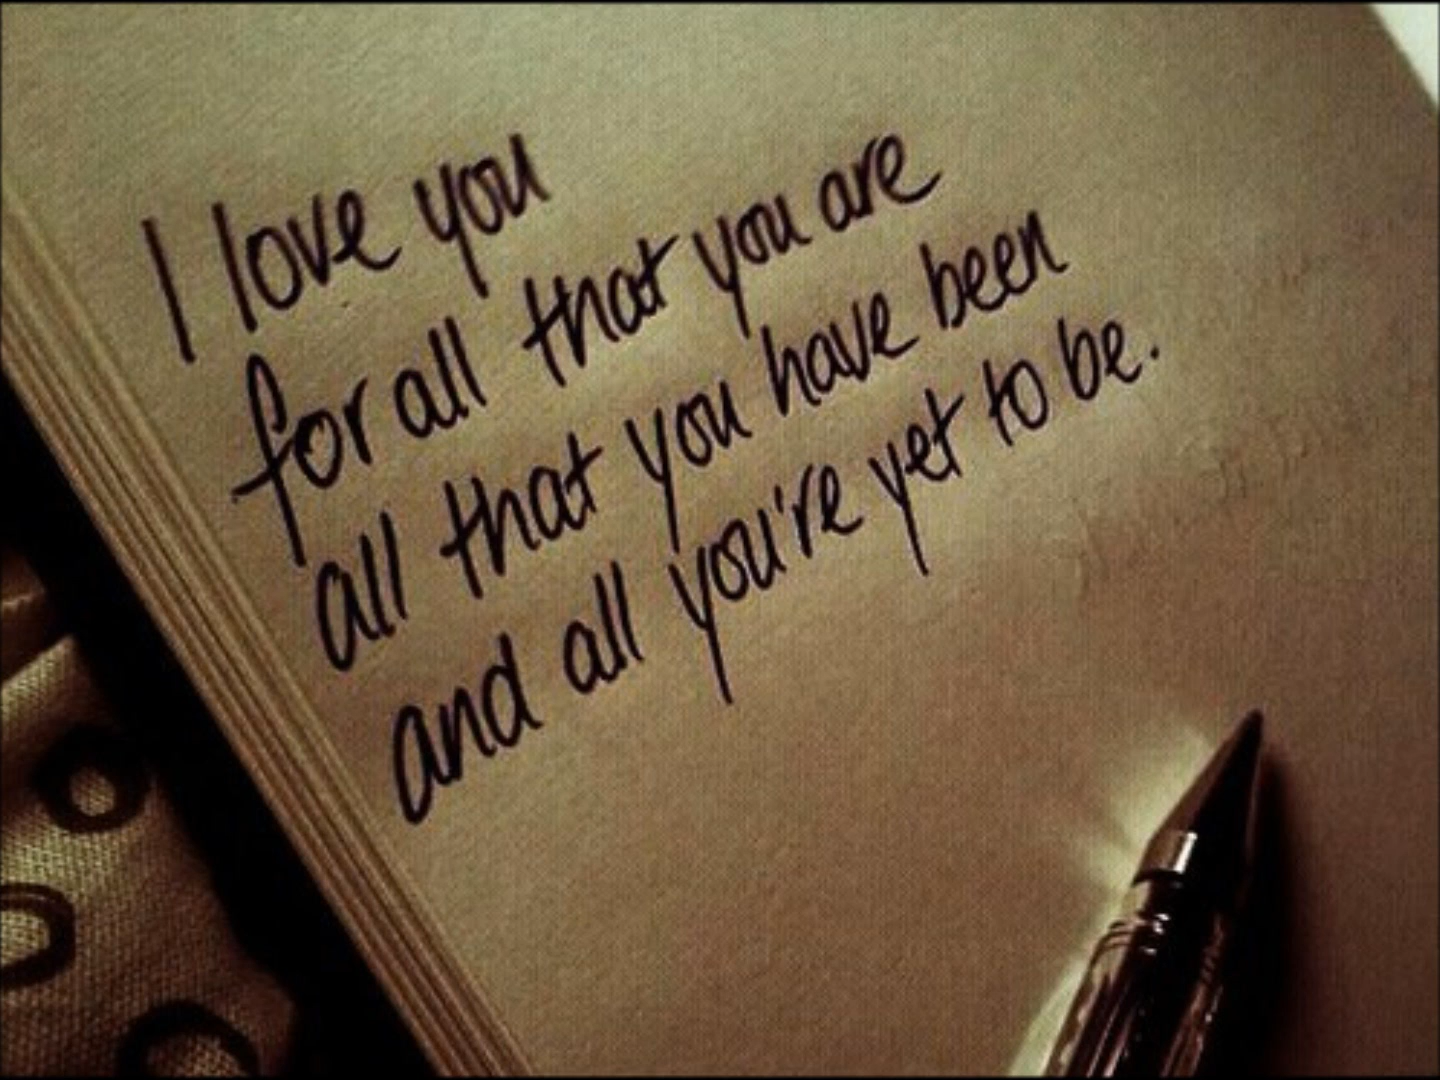 I love you
for all that you are
all that you have been
and all you're yet to be.